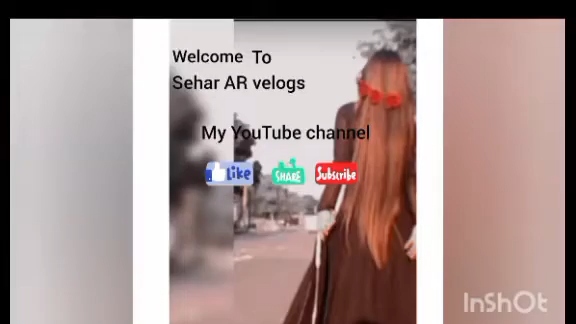 Welcome To
Sehar AR velogs
My YouTube channel
Like SHARE Subscribe
InShOt